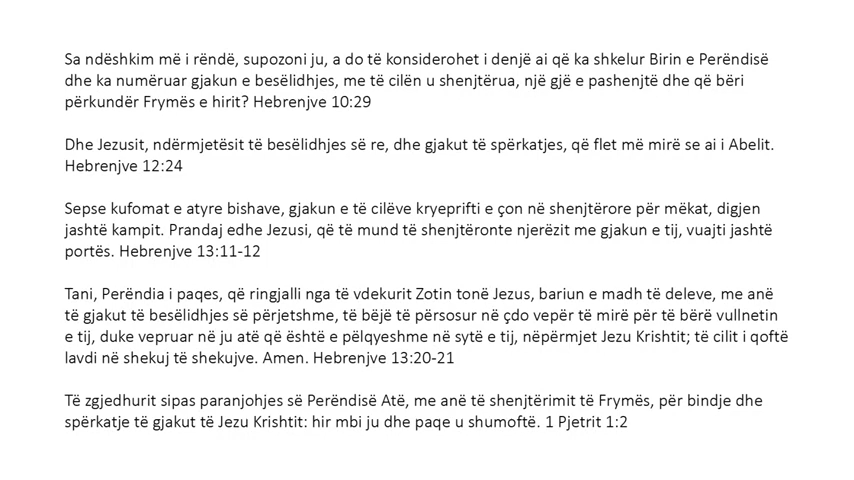 Sa ndëshkim më i rëndë, supozoni ju, a do të konsiderohet i denjë ai që ka shkelur Birin e Perëndisë
dhe ka numëruar gjakun e besëlidhjes, me të cilën u shenjtërua, një gjë e pashenjtë dhe që bëri
përkundër Frymës e hirit? Hebrenjve 10:29
Dhe Jezusit, ndërmjetësit të besëlidhjes së re, dhe gjakut të spërkatjes, që flet më mirë se ai i Abelit.
Hebrenjve 12:24
Sepse kufomat e atyre bishave, gjakun e të cilëve kryeprifti e çon në shenjtërore për mëkat, digjen
jashtë kampit. Prandaj edhe Jezusi, që të mund të shenjtëronte njerëzit me gjakun e tij, vuajti jashtë
portës. Hebrenjve 13:11-12
Tani, Perëndia i paqes, që ringjalli nga të vdekurit Zotin tonë Jezus, bariun e madh të deleve, me anë
të gjakut të besëlidhjes së përjetshme, të bëjë të përsosur në çdo vepër të mirë për të bërë vullnetin
e tij, duke vepruar në ju atë që është e pëlqyeshme në sytë e tij, nëpërmjet Jezu Krishtit; të cilit i qoftë
lavdi në shekuj të shekujve. Amen. Hebrenjve 13:20-21
Të zgjedhurit sipas paranjohjes së Perëndisë Atë, me anë të shenjtërimit të Frymës, për bindje dhe
spërkatje të gjakut të Jezu Krishtit: hir mbi ju dhe paqe u shumoftë. 1 Pjetrit 1:2